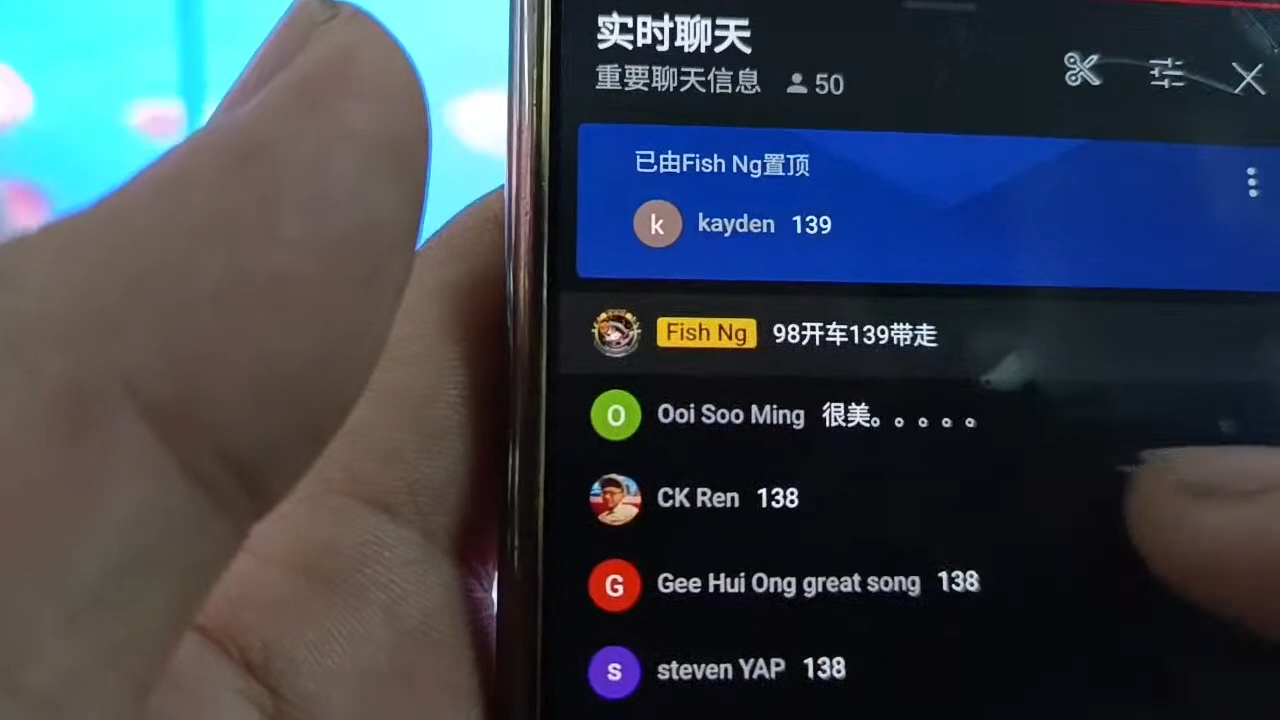 实时聊天
重要聊天信息 50
已由Fish Ng置顶
k kayden 139
Fish Ng 98开车139带走
O Ooi Soo Ming 很美。。。。。
CK Ren 138
G Gee Hui Ong great song 138
s steven YAP 138